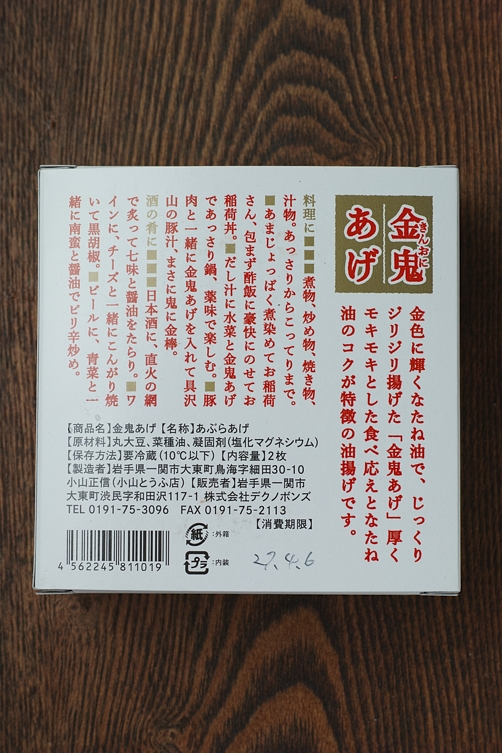 金鬼
きんおに
あげ
金色に輝くなたね油で、じっくり
ジリジリ揚げた「金鬼あげ」厚く
モキモキとした食べ応えとなたね
油のコクが特徴の油揚げです。
料理に■■■煮物、炒め物、焼き物、
汁物。あっさりからこってりまで。
■あまじょっぱく煮染めてお稲荷
さん、包まず酢飯に豪快にのせてお
稲荷丼。■だし汁に水菜と金鬼あげ
であっさり鍋、薬味で楽しむ。■豚
肉と一緒に金鬼あげを入れて具沢
山の豚汁、まさに鬼に金棒。
酒の肴に■■■日本酒に、直火の網
で炙って七味と醤油をたらり。■ワ
インに、チーズと一緒にこんがり焼
いて黒胡椒。■ビールに、青菜と一
緒に南蛮と醤油でピリ辛炒め。
【商品名】金鬼あげ【名称】あぶらあげ
【原材料】丸大豆、菜種油、凝固剤(塩化マグネシウム)
【保存方法】要冷蔵(10℃以下)【内容量】2枚
【製造者】岩手県一関市大東町鳥海字細田30-10
小山正信(小山とうふ店)【販売者】岩手県一関市
大東町渋民字和田沢117-1 株式会社デクノボンズ
TEL 0191-75-3096 FAX 0191-75-2113
【消費期限】
27.4.6
紙:外箱
プラ:内装
4 562245 811019